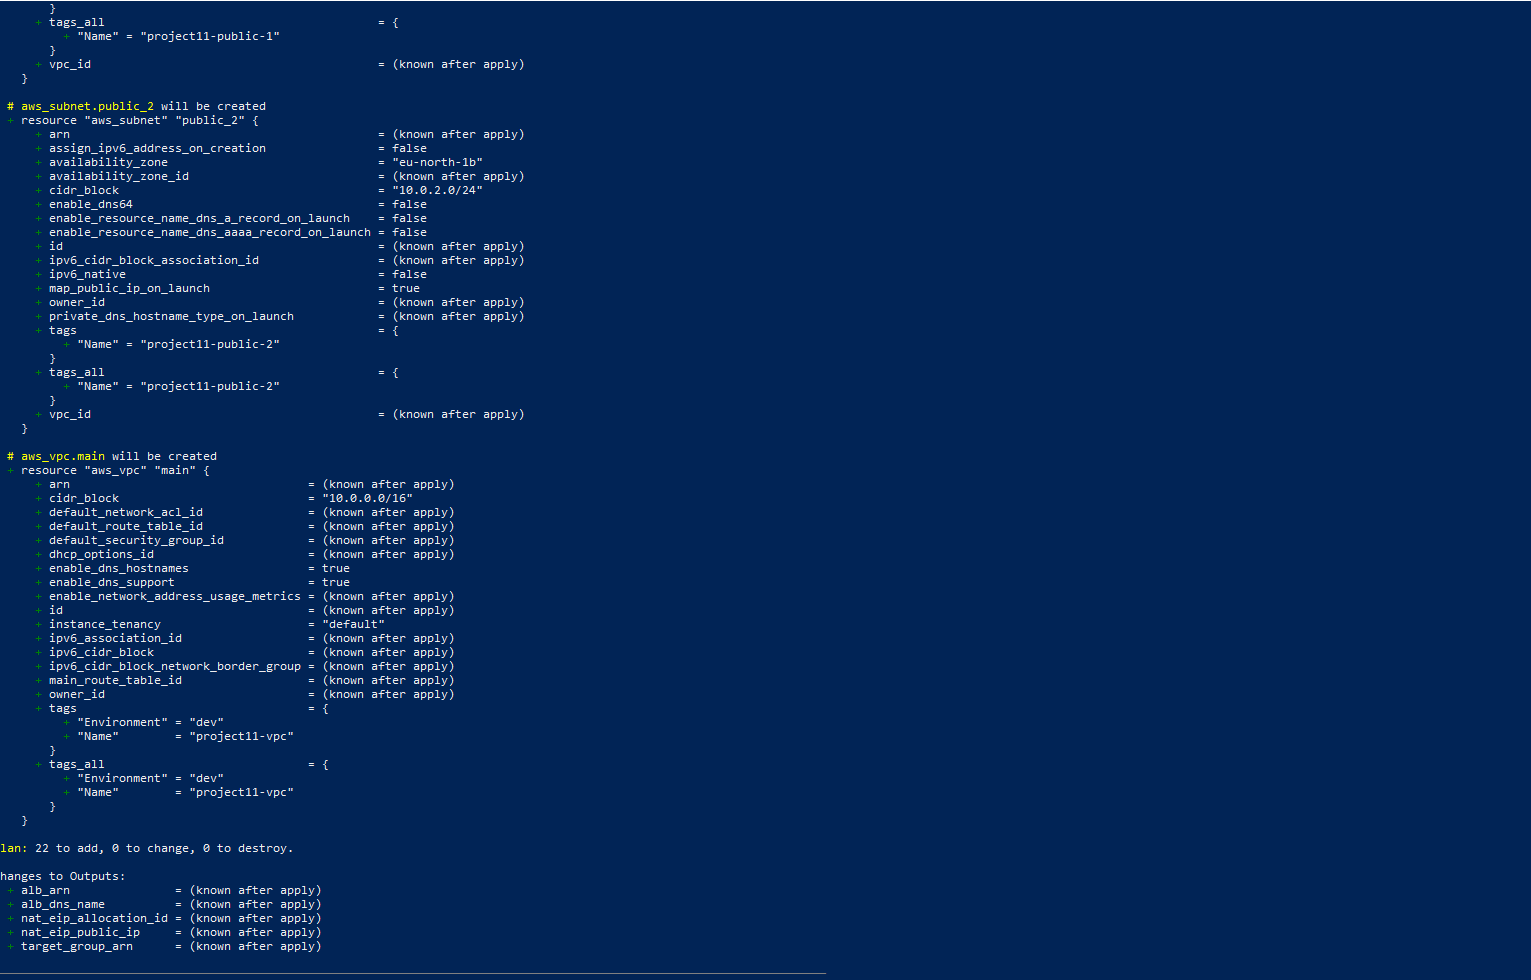 }
    + tags_all                                       = {
        + "Name" = "project11-public-1"
      }
    + vpc_id                                         = (known after apply)
  }

# aws_subnet.public_2 will be created
+ resource "aws_subnet" "public_2" {
    + arn                                            = (known after apply)
    + assign_ipv6_address_on_creation                = false
    + availability_zone                              = "eu-north-1b"
    + availability_zone_id                           = (known after apply)
    + cidr_block                                     = "10.0.2.0/24"
    + enable_dns64                                   = false
    + enable_resource_name_dns_a_record_on_launch    = false
    + enable_resource_name_dns_aaaa_record_on_launch = false
    + id                                             = (known after apply)
    + ipv6_cidr_block_association_id                 = (known after apply)
    + ipv6_native                                    = false
    + map_public_ip_on_launch                        = true
    + owner_id                                       = (known after apply)
    + private_dns_hostname_type_on_launch            = (known after apply)
    + tags                                           = {
        + "Name" = "project11-public-2"
      }
    + tags_all                                       = {
        + "Name" = "project11-public-2"
      }
    + vpc_id                                         = (known after apply)
  }

# aws_vpc.main will be created
+ resource "aws_vpc" "main" {
    + arn                                  = (known after apply)
    + cidr_block                           = "10.0.0.0/16"
    + default_network_acl_id               = (known after apply)
    + default_route_table_id               = (known after apply)
    + default_security_group_id            = (known after apply)
    + dhcp_options_id                      = (known after apply)
    + enable_dns_hostnames                 = true
    + enable_dns_support                   = true
    + enable_network_address_usage_metrics = (known after apply)
    + id                                   = (known after apply)
    + instance_tenancy                     = "default"
    + ipv6_association_id                  = (known after apply)
    + ipv6_cidr_block                      = (known after apply)
    + ipv6_cidr_block_network_border_group = (known after apply)
    + main_route_table_id                  = (known after apply)
    + owner_id                             = (known after apply)
    + tags                                 = {
        + "Environment" = "dev"
        + "Name"        = "project11-vpc"
      }
    + tags_all                             = {
        + "Environment" = "dev"
        + "Name"        = "project11-vpc"
      }
  }

lan: 22 to add, 0 to change, 0 to destroy.

hanges to Outputs:
+ alb_arn               = (known after apply)
+ alb_dns_name          = (known after apply)
+ nat_eip_allocation_id = (known after apply)
+ nat_eip_public_ip     = (known after apply)
+ target_group_arn      = (known after apply)